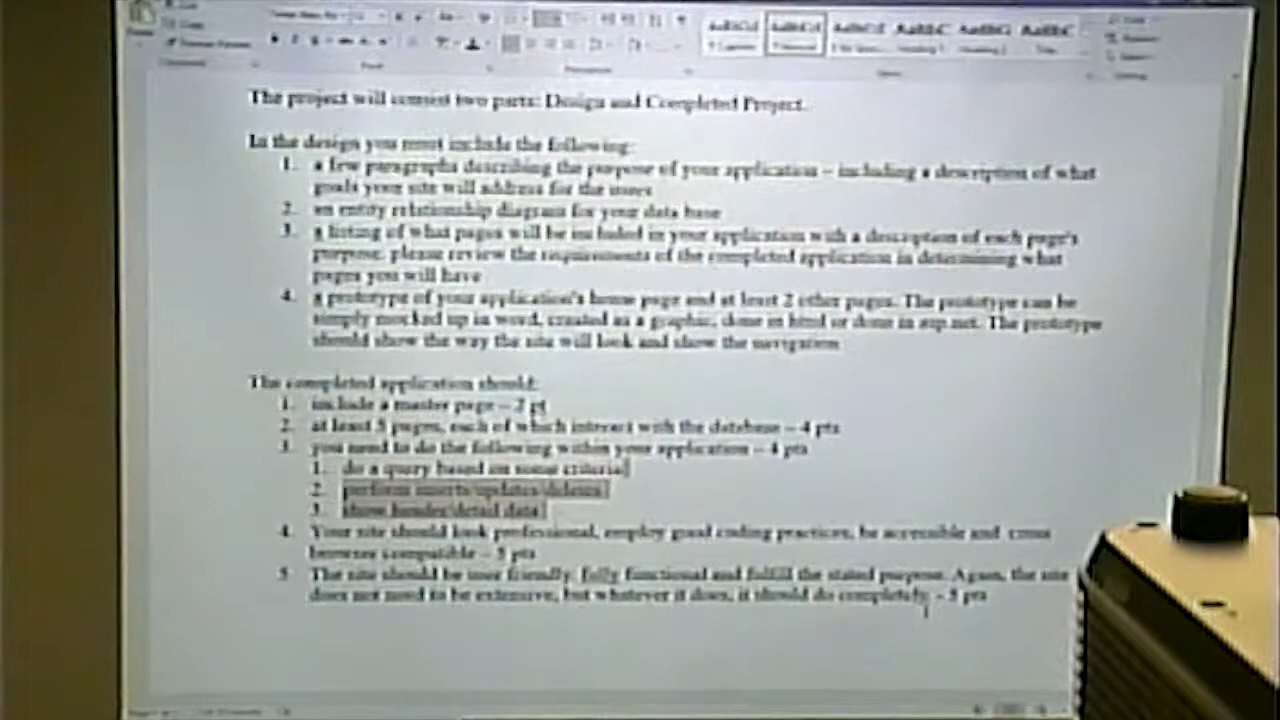 The project will consist two parts: Design and Completed Project.
In the design you must include the following:
1. a few paragraphs describing the purpose of your application – including a description of what
goals your site will address for the users
2. an entity relationship diagram for your data base
3. a listing of what pages will be included in your application with a description of each page's
purpose, please review the requirements of the completed application in determining what
pages you will have
4. a prototype of your application's home page and at least 2 other pages. The prototype can be
simply mocked up in word, created as a graphic, done in html or done in asp.net. The prototype
should show the way the site will look and show the navigation
The completed application should:
1. include a master page – 2 pt
2. at least 5 pages, each of which interact with the database – 4 pts
3. you need to do the following within your application – 4 pts
1. do a query based on some criteria
2. perform inserts/updates/deletes
3. show header/detail data
4. Your site should look professional, employ good coding practices, be accessible and cross
browser compatible – 5 pts
5. The site should be user friendly, fully functional and fulfill the stated purpose. Again, the site
does not need to be extensive, but whatever it does, it should do completely – 5 pts